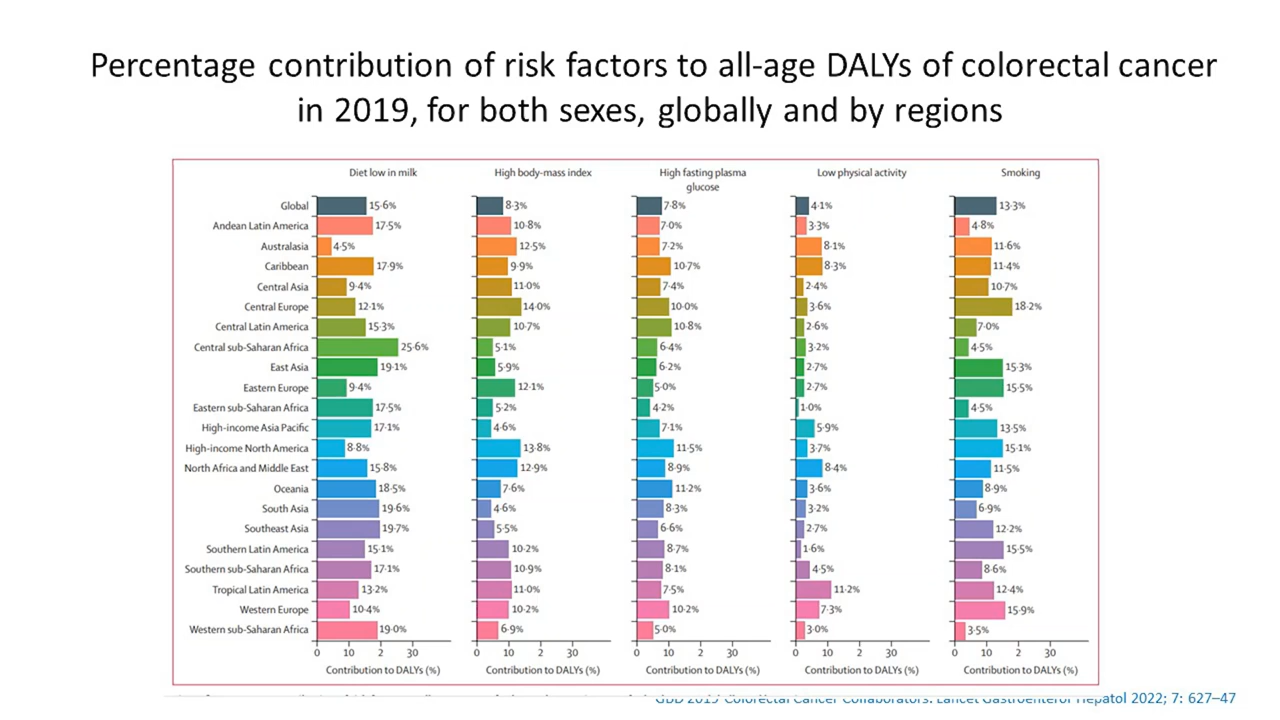 Percentage contribution of risk factors to all-age DALYs of colorectal cancer
in 2019, for both sexes, globally and by regions
Diet low in milk High body-mass index High fasting plasma glucose Low physical activity Smoking
Global 15·6% 8·3% 7·8% 4·1% 13·3%
Andean Latin America 17·5% 10·8% 7·0% 3·3% 4·8%
Australasia 4·5% 12·5% 7·2% 8·1% 11·6%
Caribbean 17·9% 9·9% 10·7% 8·3% 11·4%
Central Asia 9·4% 11·0% 7·4% 2·4% 10·7%
Central Europe 12·1% 14·0% 10·0% 3·6% 18·2%
Central Latin America 15·3% 10·7% 10·8% 2·6% 7·0%
Central sub-Saharan Africa 25·6% 5·1% 6·4% 3·2% 4·5%
East Asia 19·1% 5·9% 6·2% 2·7% 15·3%
Eastern Europe 9·4% 12·1% 5·0% 2·7% 15·5%
Eastern sub-Saharan Africa 17·5% 5·2% 4·2% 1·0% 4·5%
High-income Asia Pacific 17·1% 4·6% 7·1% 5·9% 13·5%
High-income North America 8·8% 13·8% 11·5% 3·7% 15·1%
North Africa and Middle East 15·8% 12·9% 8·9% 8·4% 11·5%
Oceania 18·5% 7·6% 11·2% 3·6% 8·9%
South Asia 19·6% 4·6% 8·3% 3·2% 6·9%
Southeast Asia 19·7% 5·5% 6·6% 2·7% 12·2%
Southern Latin America 15·1% 10·2% 8·7% 1·6% 15·5%
Southern sub-Saharan Africa 17·1% 10·9% 8·1% 4·5% 8·6%
Tropical Latin America 13·2% 11·0% 7·5% 11·2% 12·4%
Western Europe 10·4% 10·2% 10·2% 7·3% 15·9%
Western sub-Saharan Africa 19·0% 6·9% 5·0% 3·0% 3·5%
0 10 20 30 0 10 2 30 0 10 20 30 0 10 2 30 0 10 20 30
Contribution to DALYs (%) Contribution to DALYs (%) Contribution to DALYs (%) Contribution to DALYs (%) Contribution to DALYs (%)
GBD 2019 Colorectal Cancer Collaborators. Lancet Gastroenterol Hepatol 2022; 7: 627–47